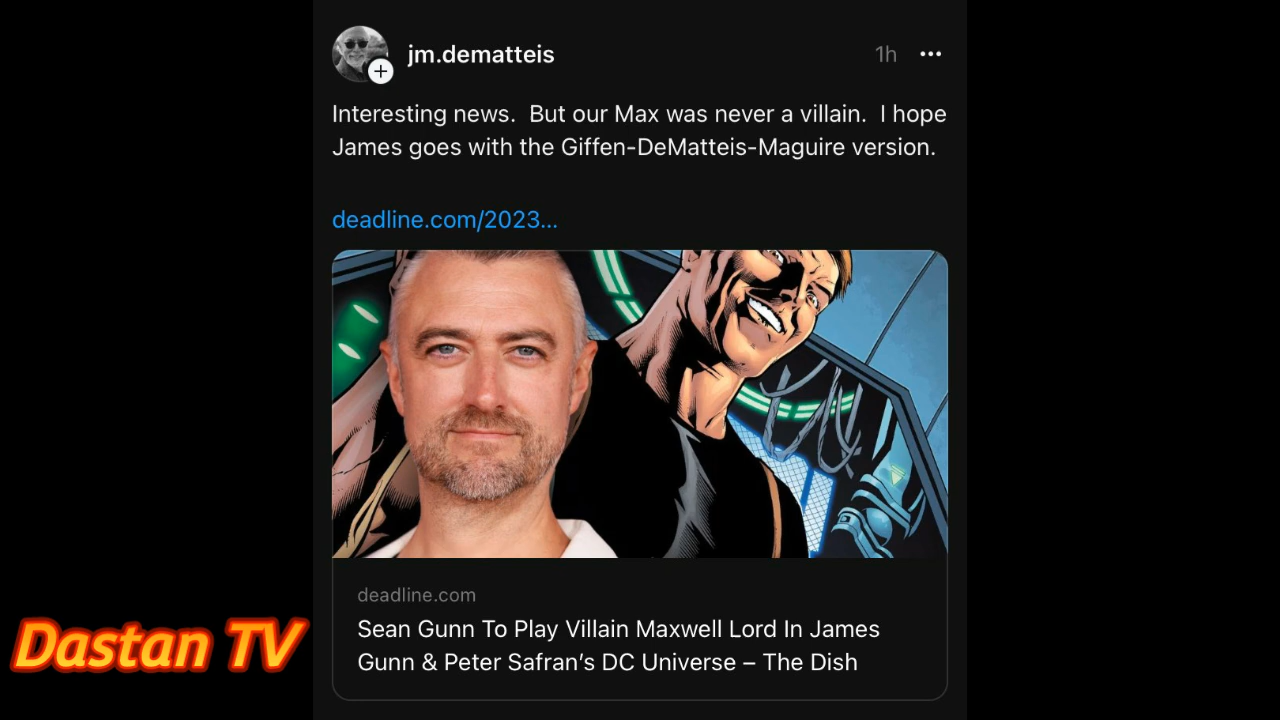 jm.dematteis
1h
Interesting news.  But our Max was never a villain.  I hope
James goes with the Giffen-DeMatteis-Maguire version.
deadline.com/2023...
deadline.com
Sean Gunn To Play Villain Maxwell Lord In James
Gunn & Peter Safran’s DC Universe – The Dish
Dastan TV